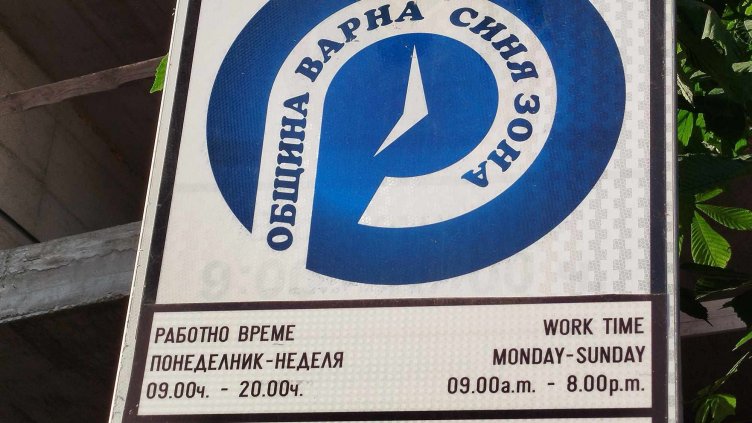 ОБЩИНА ВАРНА СИНЯ ЗОНА
РАБОТНО ВРЕМЕ
ПОНЕДЕЛНИК-НЕДЕЛЯ
09.00ч. - 20.00ч.
WORK TIME
MONDAY-SUNDAY
09.00a.m. - 8.00p.m.